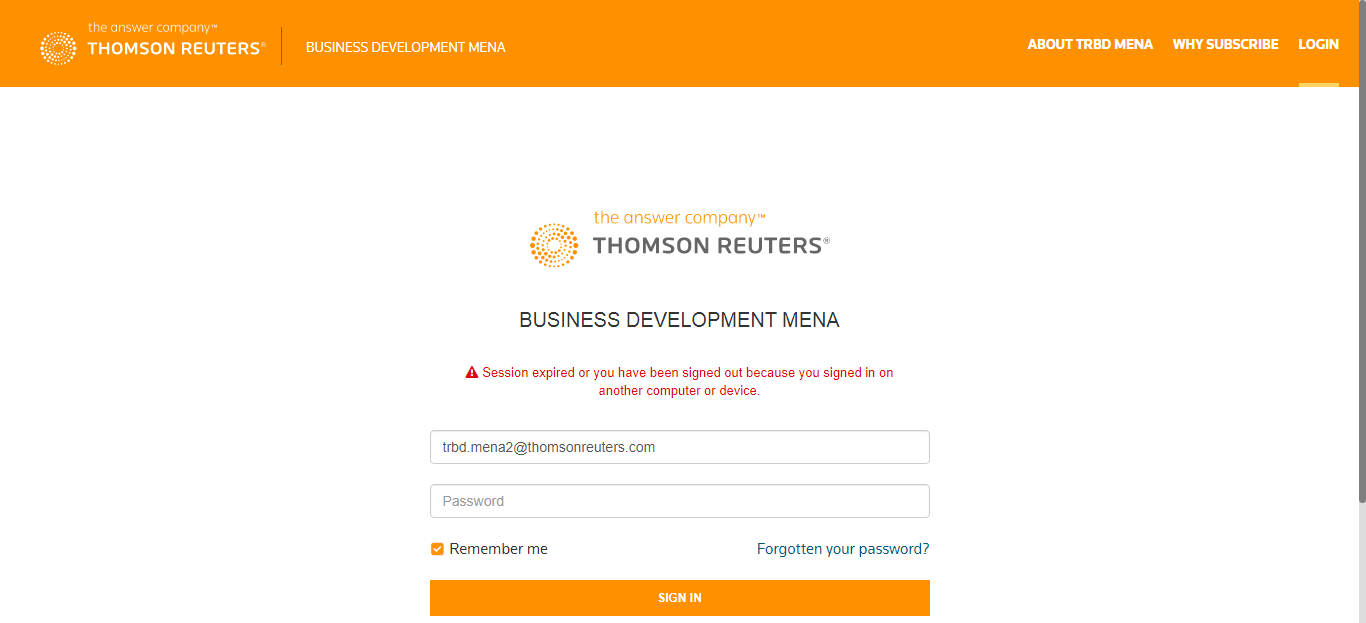 the answer company™
THOMSON REUTERS®
BUSINESS DEVELOPMENT MENA
ABOUT TRBD MENA
WHY SUBSCRIBE
LOGIN
the answer company™
THOMSON REUTERS®
BUSINESS DEVELOPMENT MENA
Session expired or you have been signed out because you signed in on
another computer or device.
trbd.mena2@thomsonreuters.com
Password
Remember me
Forgotten your password?
SIGN IN